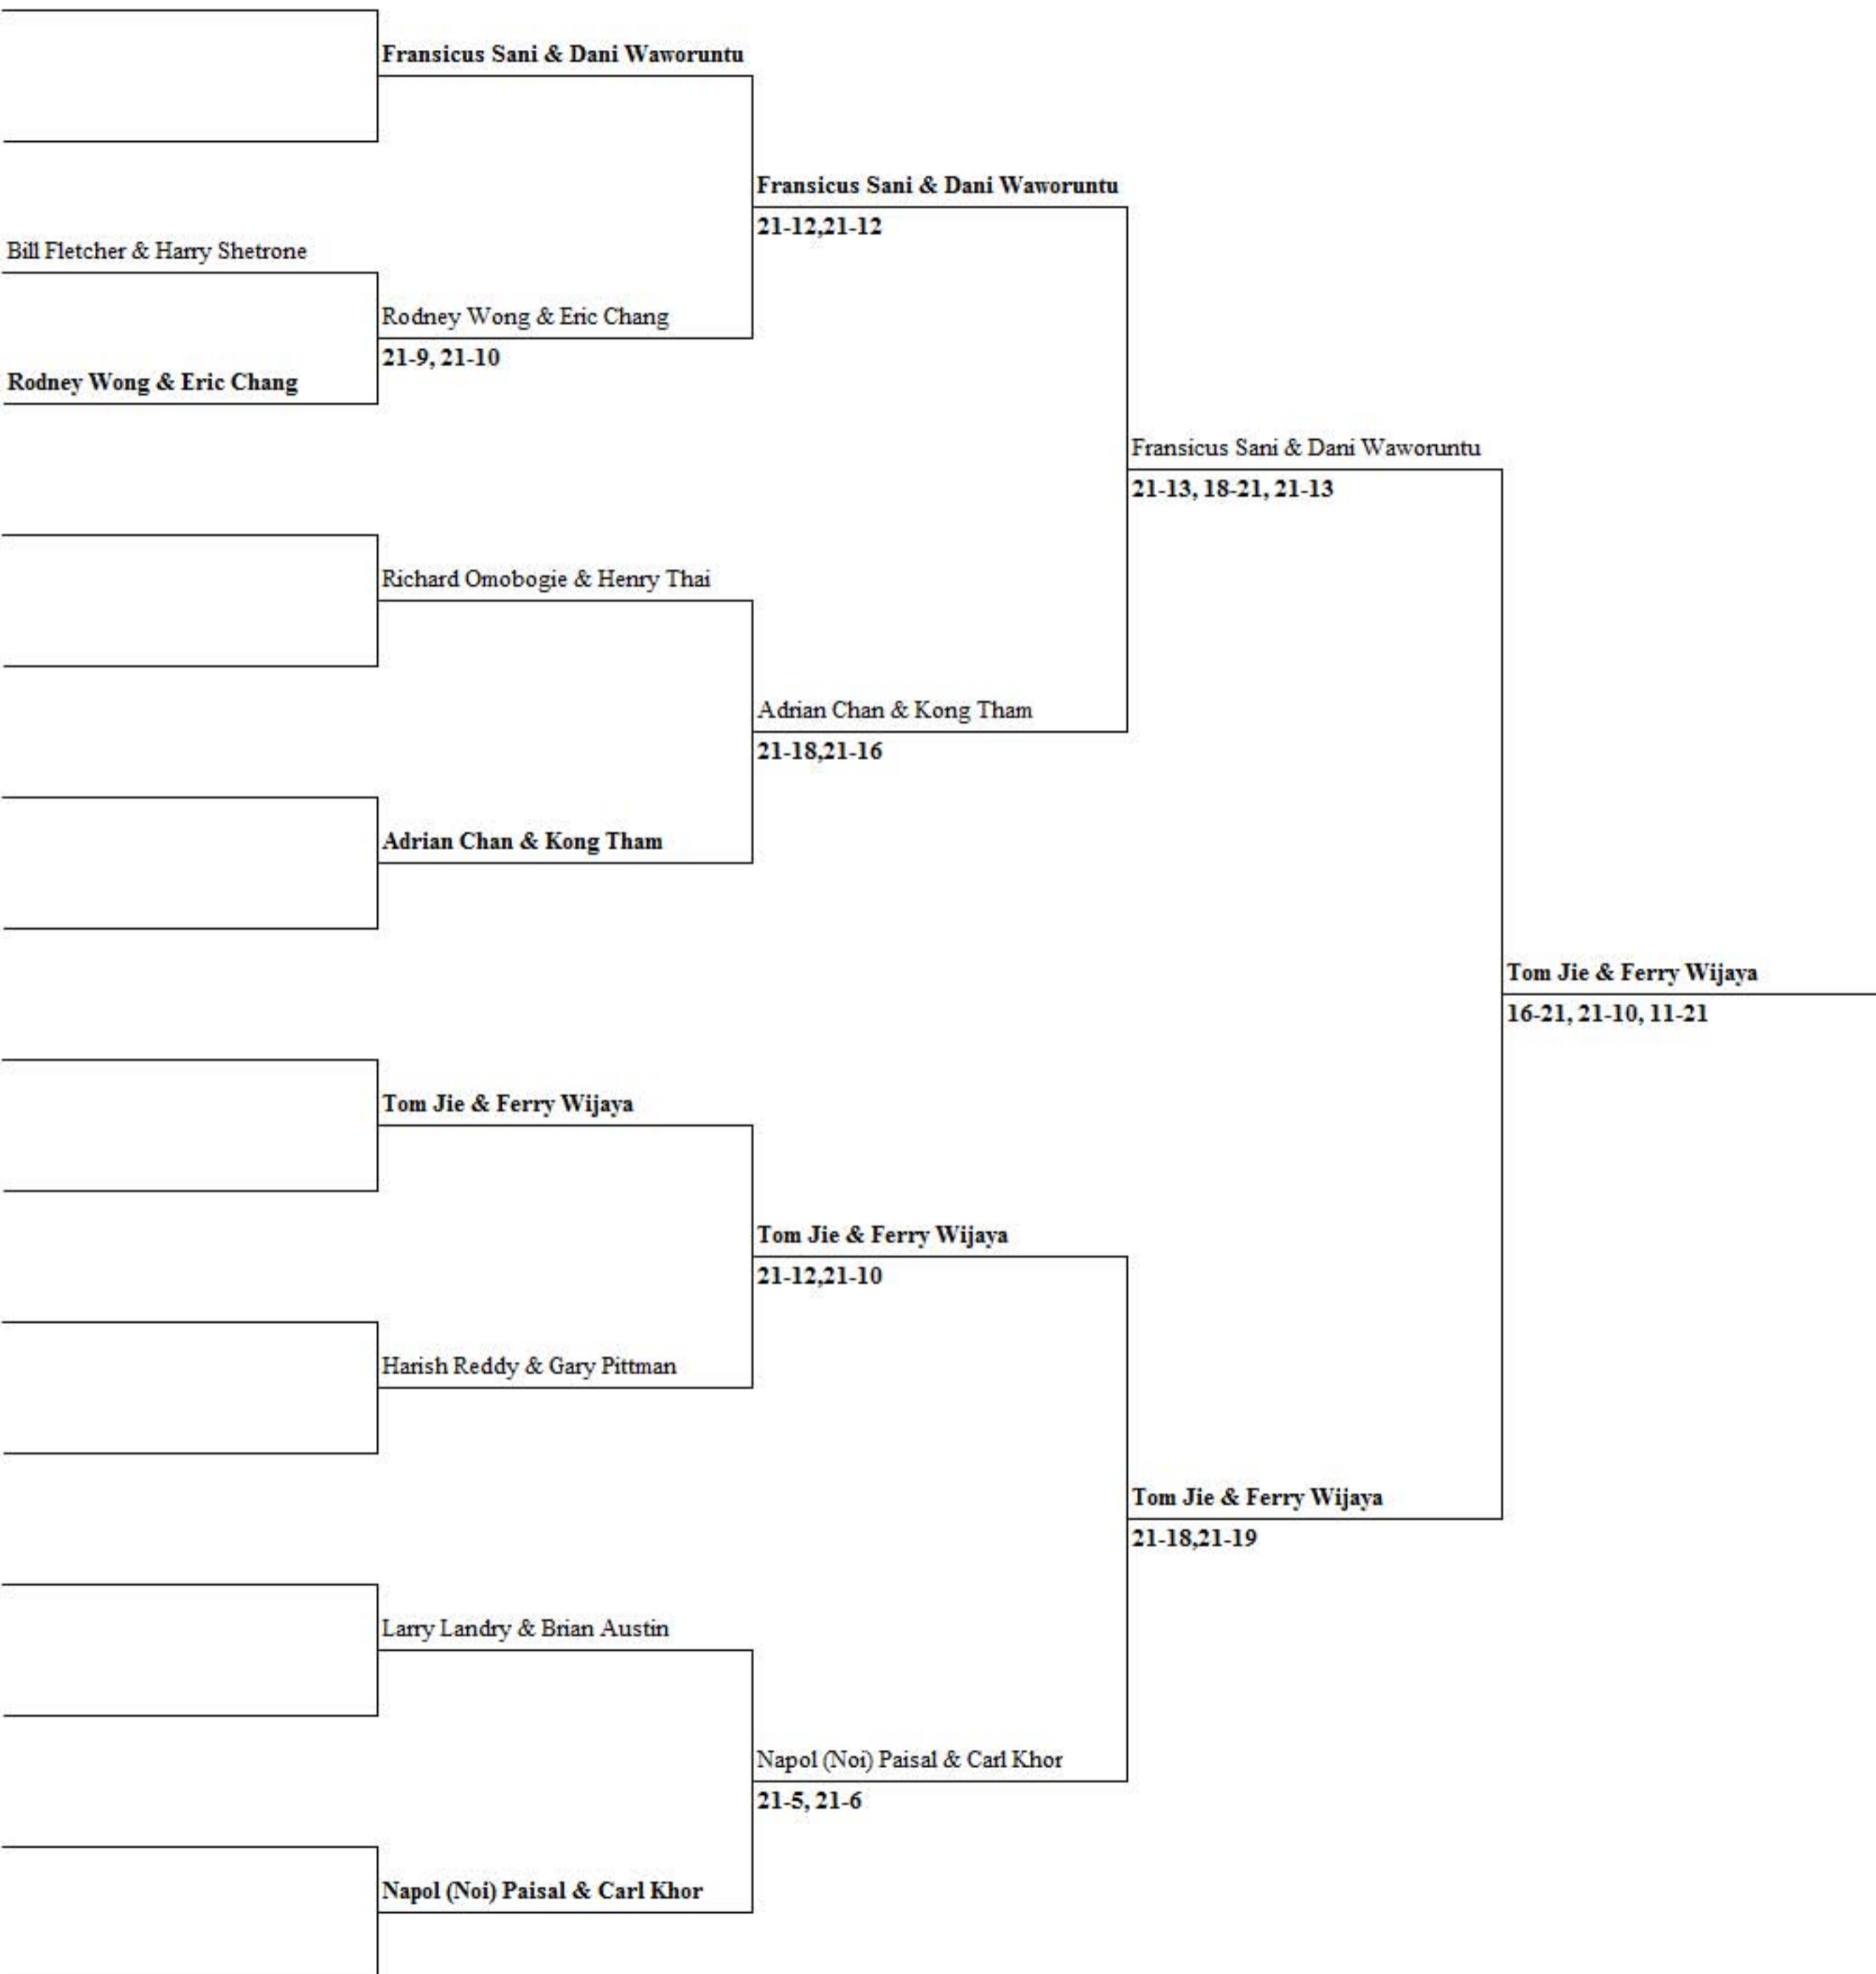 Fransicus Sani & Dani Waworuntu
Fransicus Sani & Dani Waworuntu
21-12,21-12
Bill Fletcher & Harry Shetrone
Rodney Wong & Eric Chang
21-9, 21-10
Rodney Wong & Eric Chang
Fransicus Sani & Dani Waworuntu
21-13, 18-21, 21-13
Richard Omobogie & Henry Thai
Adrian Chan & Kong Tham
21-18,21-16
Adrian Chan & Kong Tham
Tom Jie & Ferry Wijaya
16-21, 21-10, 11-21
Tom Jie & Ferry Wijaya
Tom Jie & Ferry Wijaya
21-12,21-10
Harish Reddy & Gary Pittman
Tom Jie & Ferry Wijaya
21-18,21-19
Larry Landry & Brian Austin
Napol (Noi) Paisal & Carl Khor
21-5, 21-6
Napol (Noi) Paisal & Carl Khor